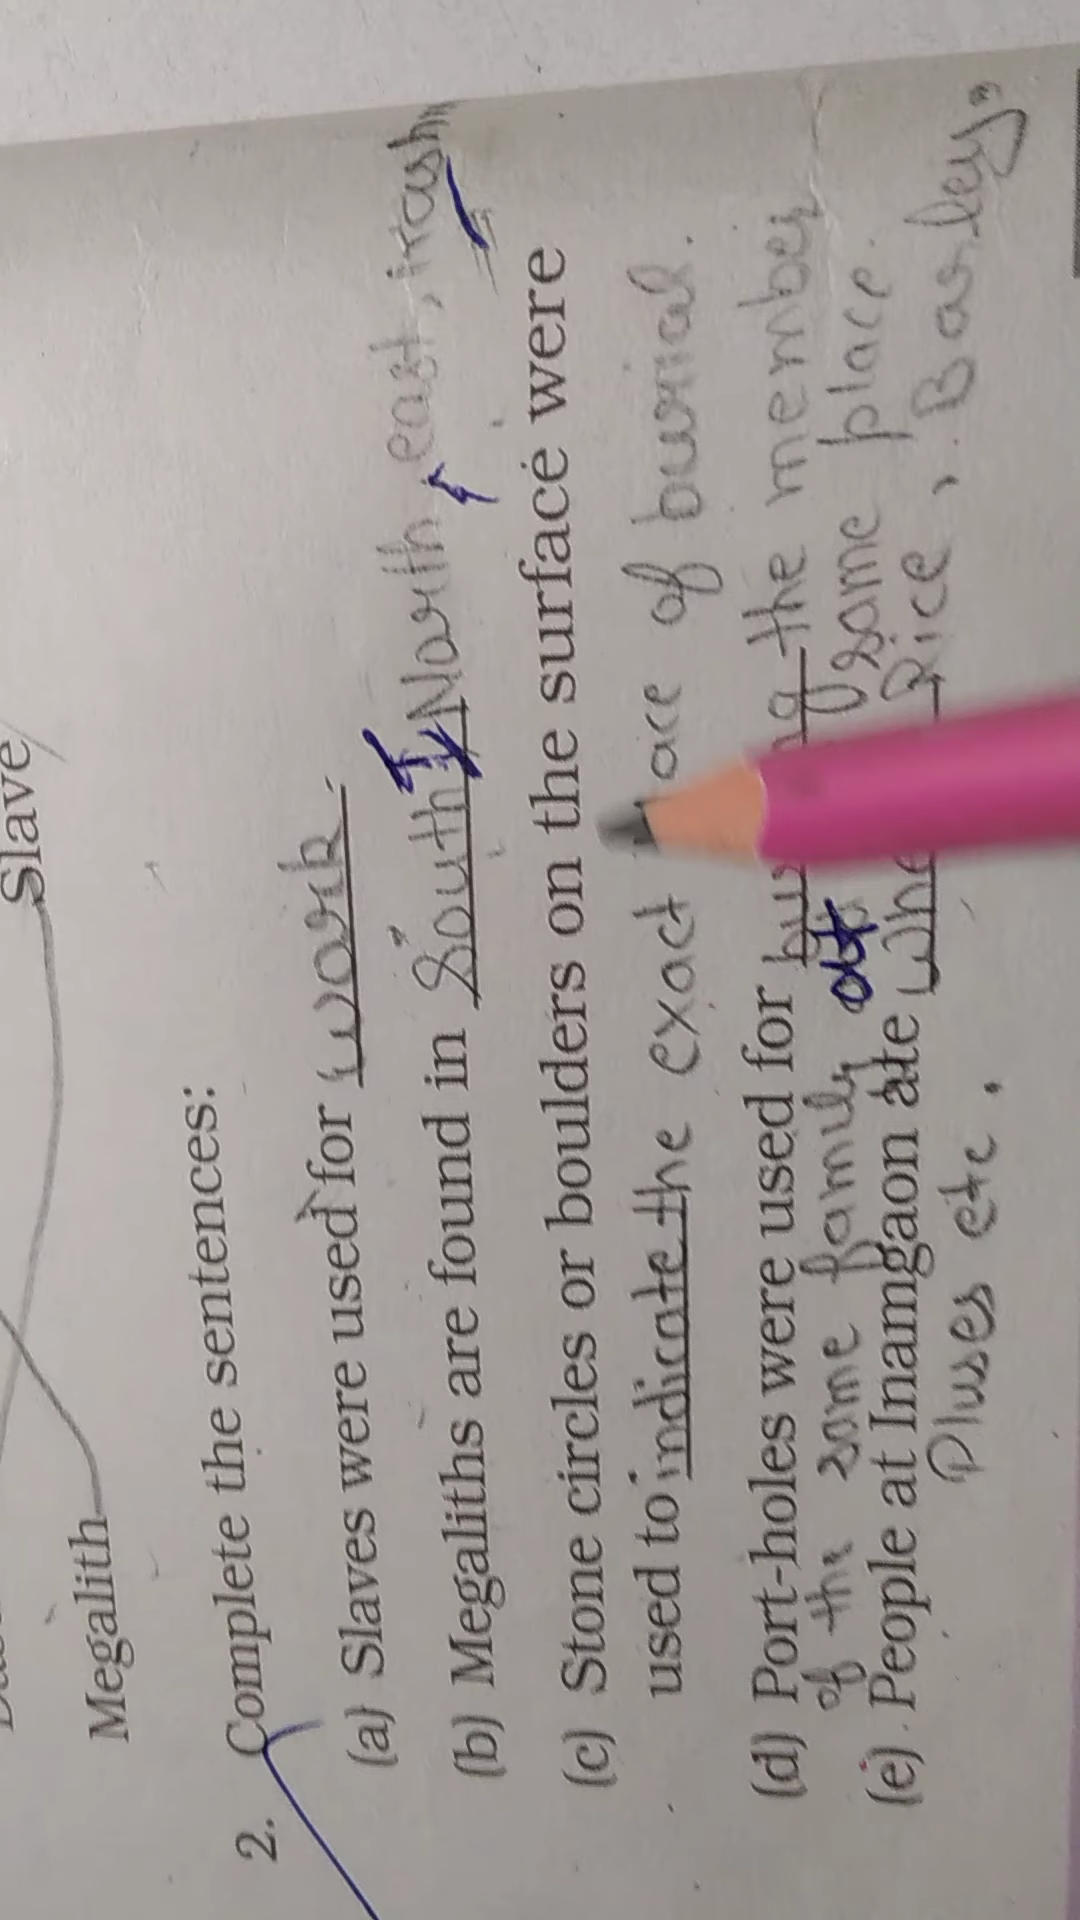 Slave
Megalith
2. Complete the sentences:
(a) Slaves were used for work.
(b) Megaliths are found in South, North, east,
(c) Stone circles or boulders on the surface were
used to indicate the exact of burial.
(d) Port-holes were used for the member
of the same family at same place.
(e) People at Inamgaon ate Rice, Barley,
Pluses etc.